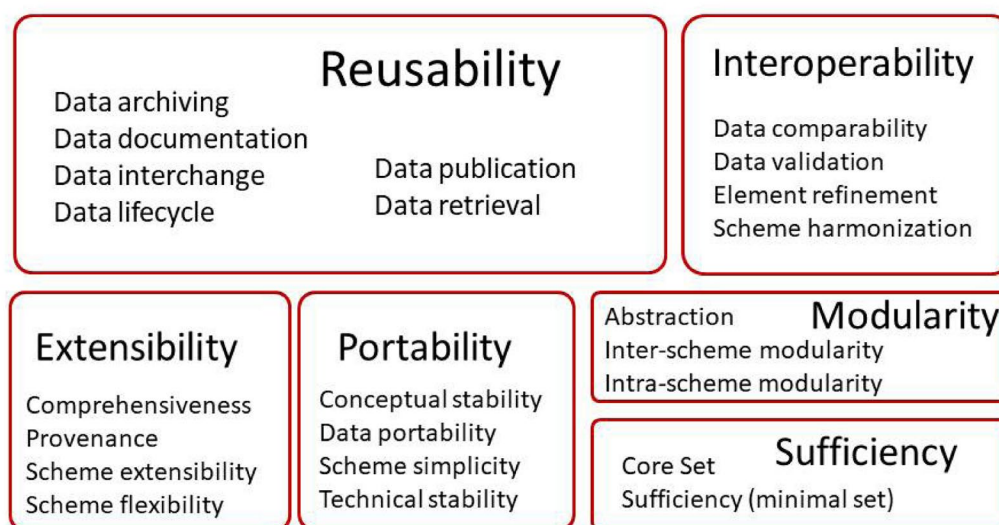 Reusability
Data archiving
Data documentation
Data interchange
Data lifecycle
Data publication
Data retrieval
Interoperability
Data comparability
Data validation
Element refinement
Scheme harmonization
Extensibility
Comprehensiveness
Provenance
Scheme extensibility
Scheme flexibility
Portability
Conceptual stability
Data portability
Scheme simplicity
Technical stability
Modularity
Abstraction
Inter-scheme modularity
Intra-scheme modularity
Sufficiency
Core Set
Sufficiency (minimal set)